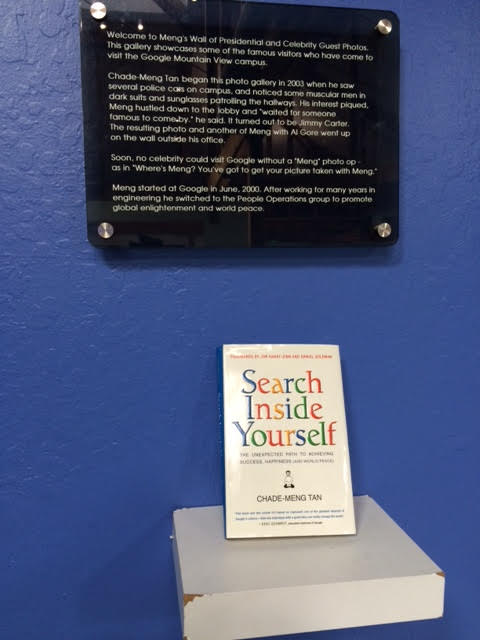 Welcome to Meng's Wall of Presidential and Celebrity Guest Photos.
This gallery showcases some of the famous visitors who have come to
visit the Google Mountain View campus.
Chade-Meng Tan began this photo gallery in 2003 when he saw
several police cars on campus, and noticed some muscular men in
dark suits and sunglasses patrolling the hallways. His interest piqued,
Meng hustled down to the lobby and "waited for someone
famous to come by." he said. It turned out to be Jimmy Carter.
The resulting photo and another of Meng with Al Gore went up
on the wall outside his office.
Soon, no celebrity could visit Google without a "Meng" photo op -
as in "Where's Meng? You've got to get your picture taken with Meng."
Meng started at Google in June, 2000. After working for many years in
engineering he switched to the People Operations group to promote
global enlightenment and world peace.
FOREWORDS BY JON KABAT-ZINN AND DANIEL GOLEMAN
Search
Inside
Yourself
THE UNEXPECTED PATH TO ACHIEVING
SUCCESS, HAPPINESS (AND WORLD PEACE)
CHADE-MENG TAN